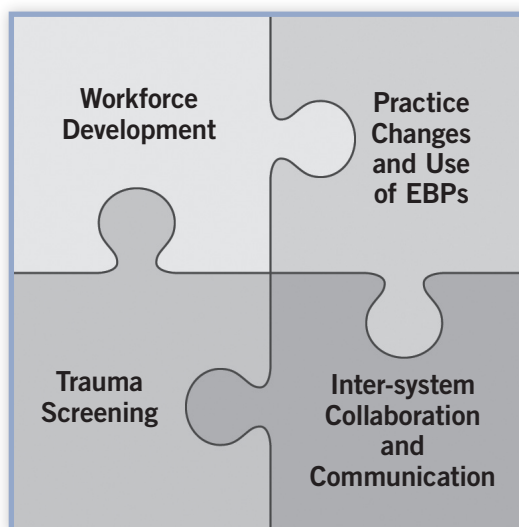 Workforce
Development
Practice
Changes
and Use
of EBPs
Trauma
Screening
Inter-system
Collaboration
and
Communication